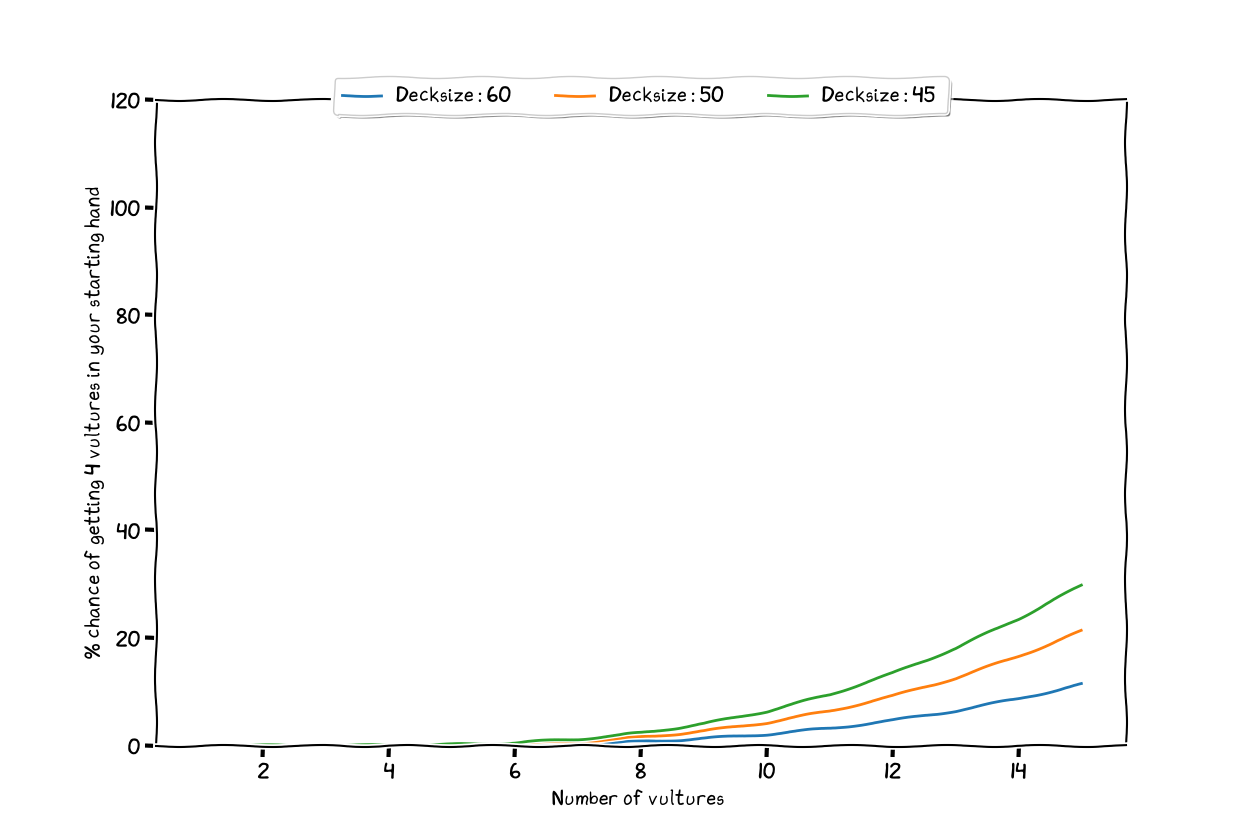 Decksize: 60
Decksize: 50
Decksize: 45
120
100
80
60
40
20
0
% chance of getting 4 vultures in your starting hand
2
4
6
8
10
12
14
Number of vultures